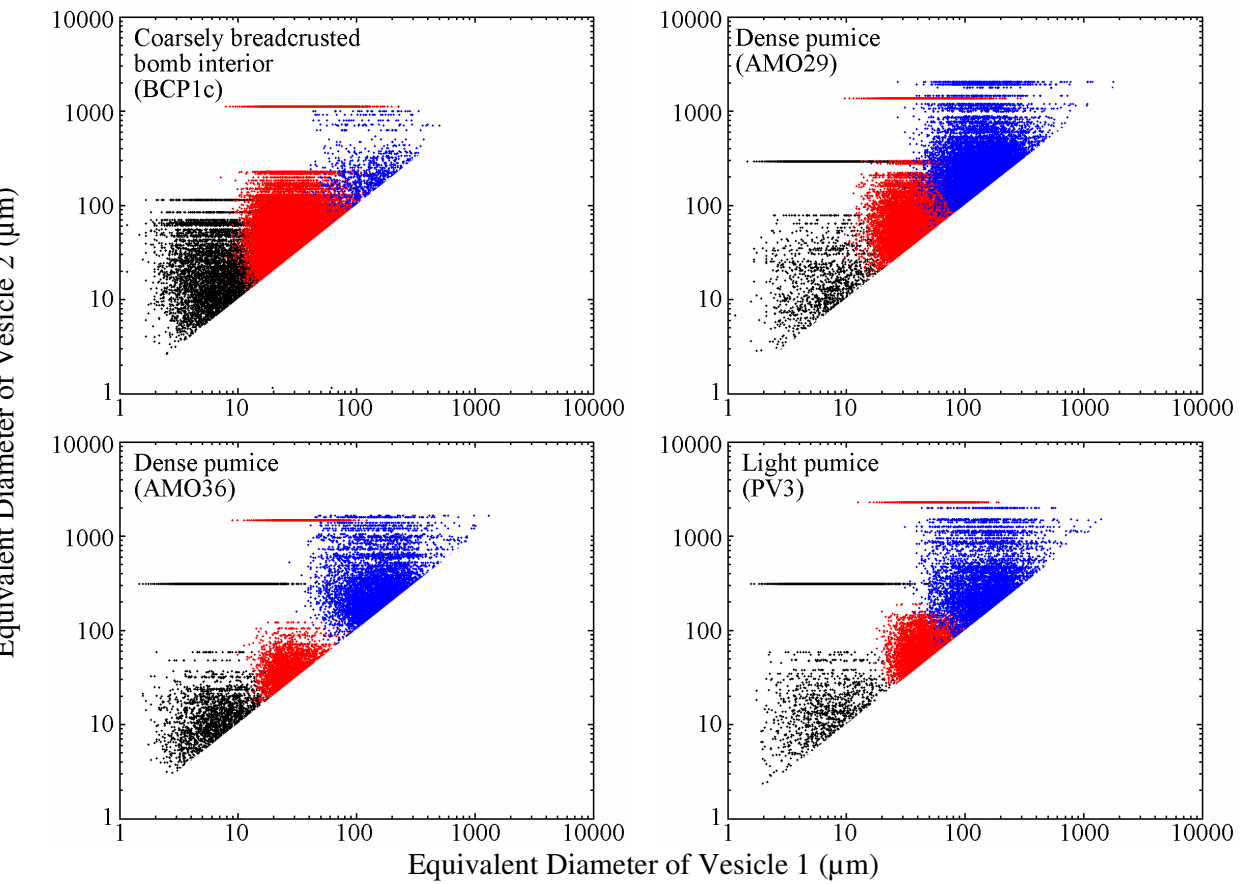 10000
1000
100
10
1
Coarsely breadcrusted
bomb interior
(BCP1c)
1 10 100 1000 10000
10000
1000
100
10
1
Dense pumice
(AMO29)
1 10 100 1000 10000
Equivalent Diameter of Vesicle 2 (µm)
10000
1000
100
10
1
Dense pumice
(AMO36)
1 10 100 1000 10000
10000
1000
100
10
1
Light pumice
(PV3)
1 10 100 1000 10000
Equivalent Diameter of Vesicle 1 (µm)